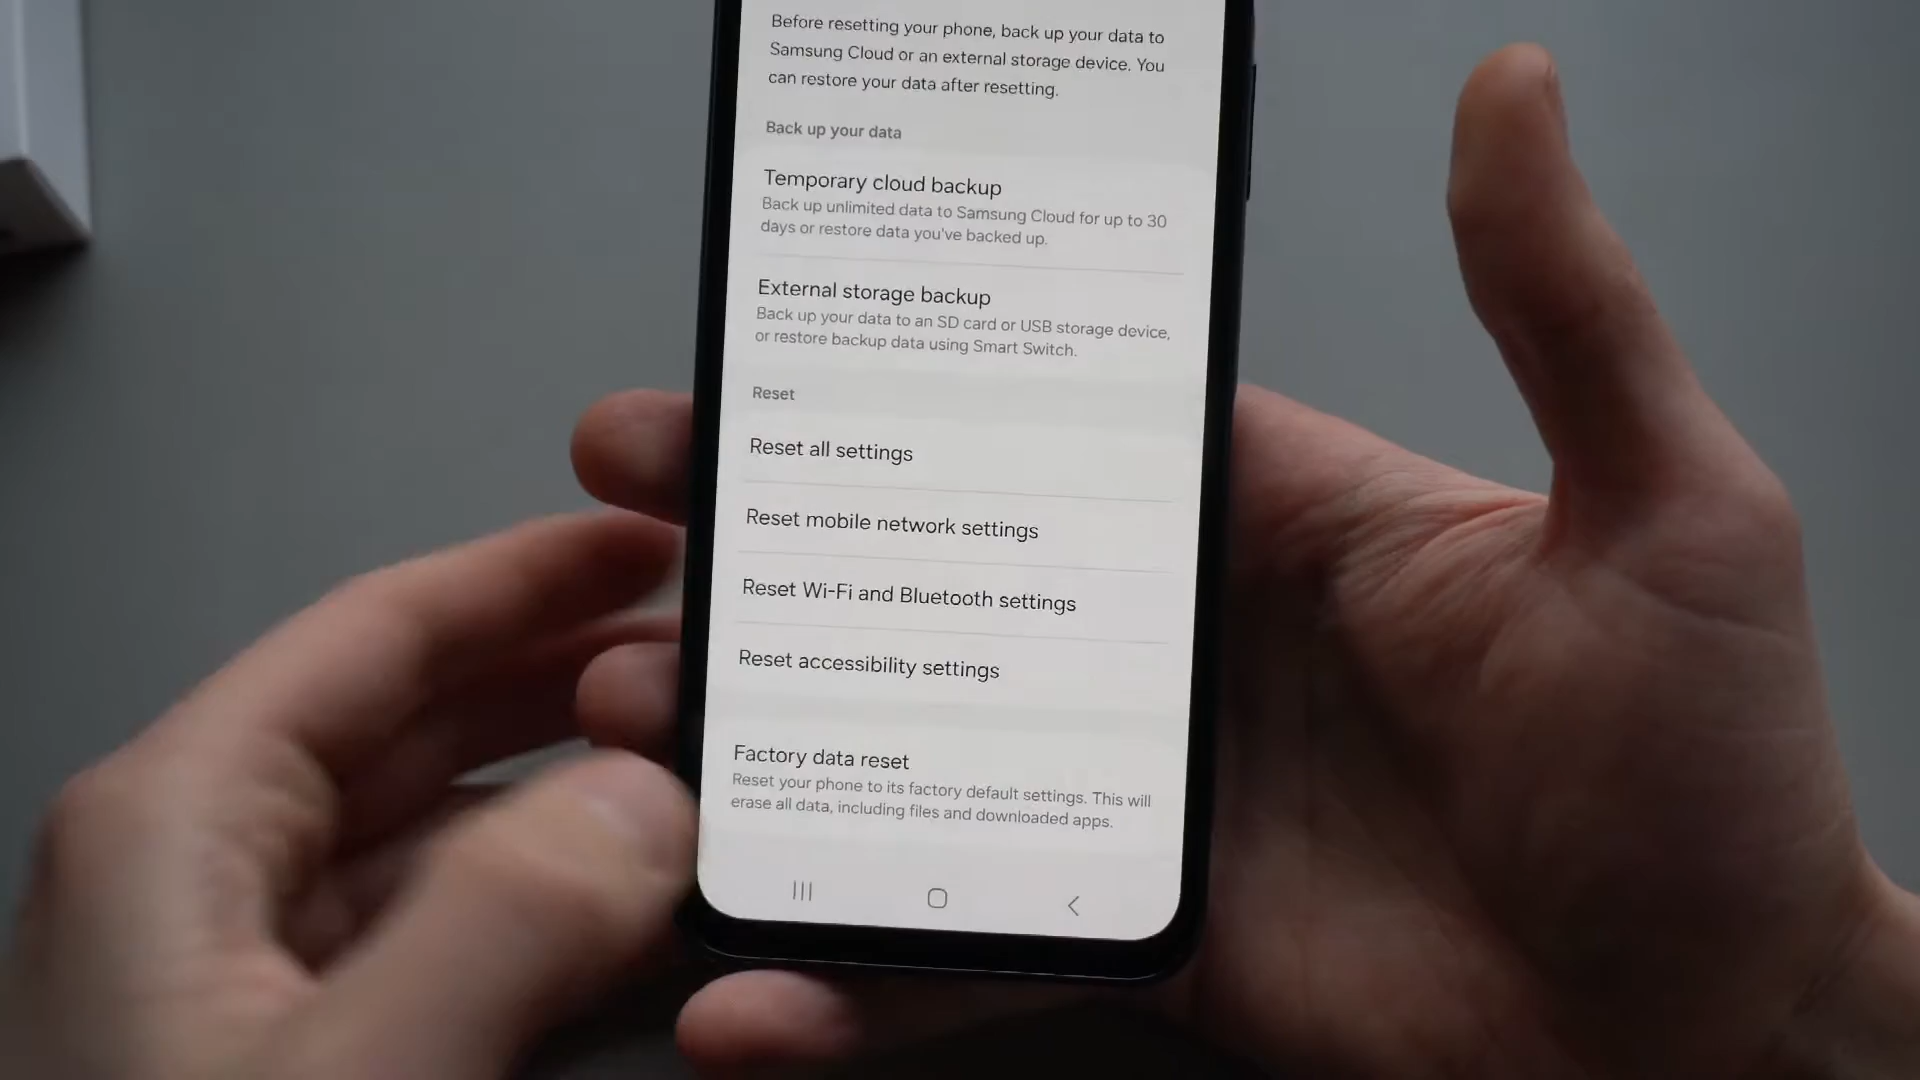 Before resetting your phone, back up your data to
Samsung Cloud or an external storage device. You
can restore your data after resetting.
Back up your data
Temporary cloud backup
Back up unlimited data to Samsung Cloud for up to 30
days or restore data you've backed up.
External storage backup
Back up your data to an SD card or USB storage device,
or restore backup data using Smart Switch.
Reset
Reset all settings
Reset mobile network settings
Reset Wi-Fi and Bluetooth settings
Reset accessibility settings
Factory data reset
Reset your phone to its factory default settings. This will
erase all data, including files and downloaded apps.